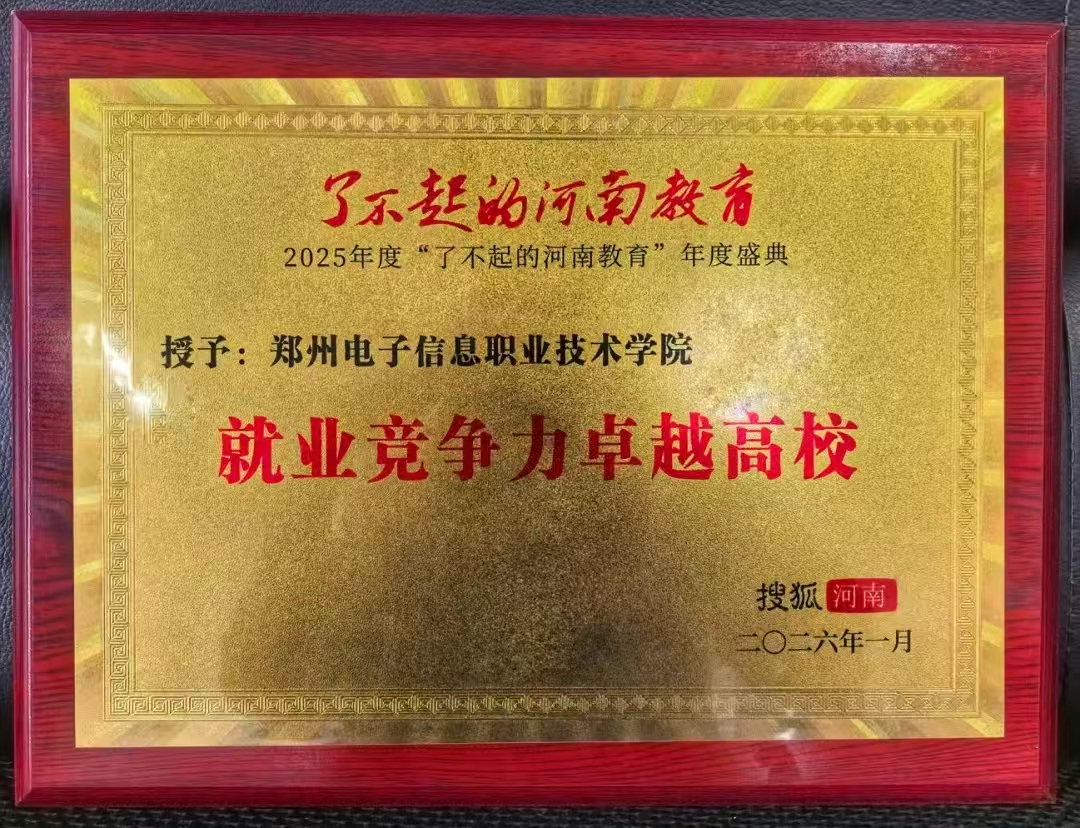 了不起的河南教育
2025年度“了不起的河南教育”年度盛典
授予：郑州电子信息职业技术学院
就业竞争力卓越高校
搜狐 河南
二〇二六年一月